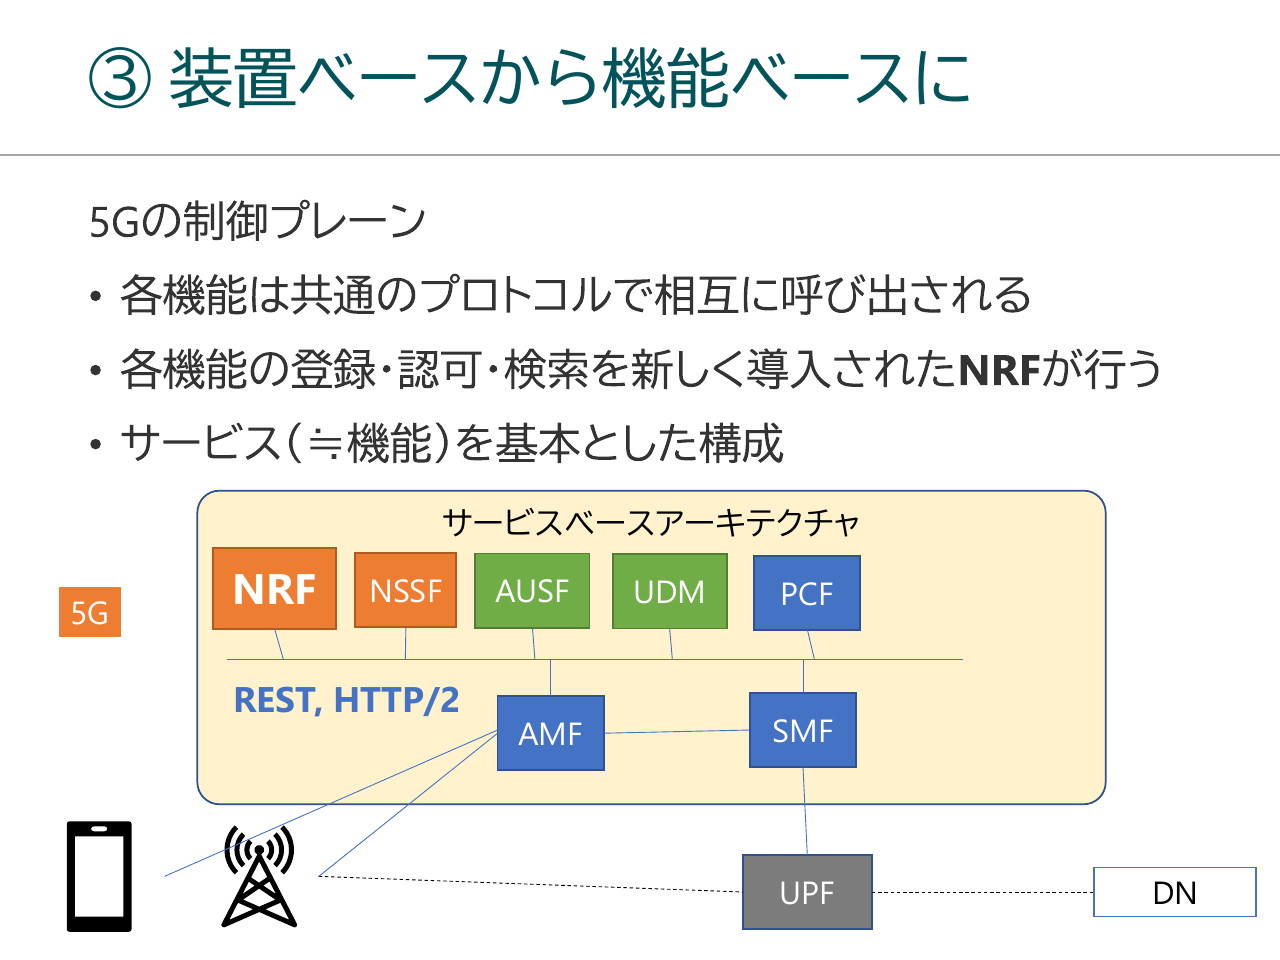 ③ 装置ベースから機能ベースに
5Gの制御プレーン
• 各機能は共通のプロトコルで相互に呼び出される
• 各機能の登録・認可・検索を新しく導入されたNRFが行う
• サービス（≒機能）を基本とした構成
サービスベースアーキテクチャ
NRF
NSSF
AUSF
UDM
PCF
5G
REST, HTTP/2
AMF
SMF
UPF
DN